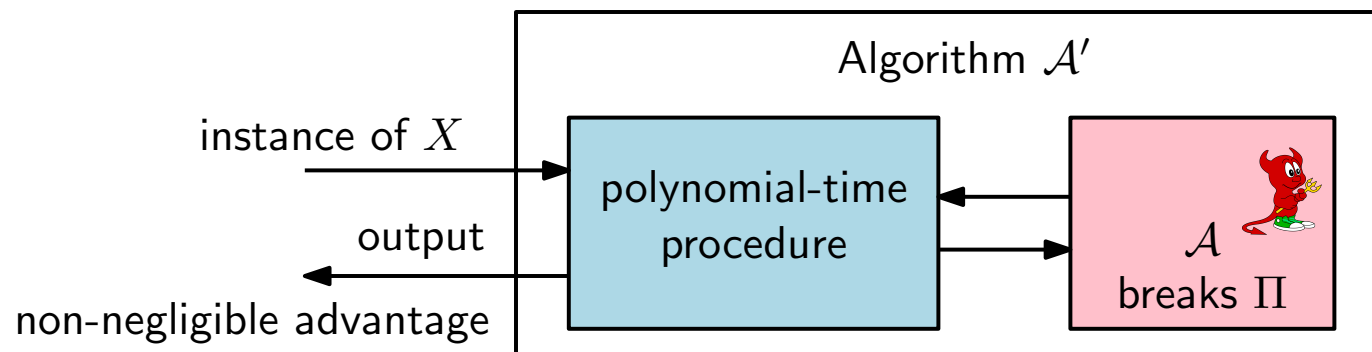 Algorithm 𝒜′
instance of X
polynomial-time
procedure
output
non-negligible advantage
𝒜
breaks Π